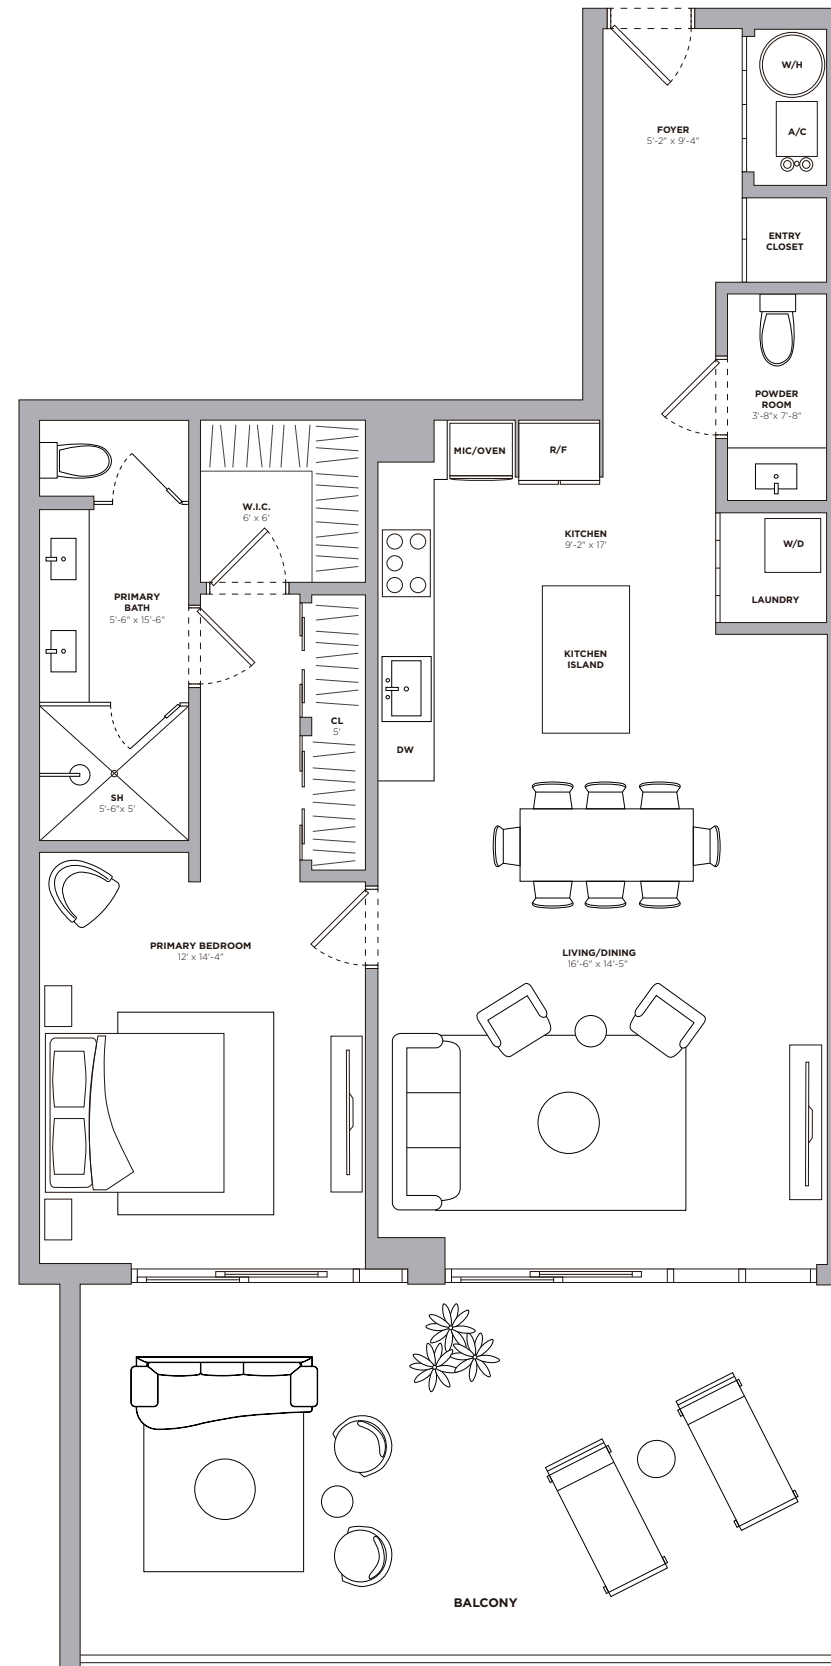 W/H
A/C
FOYER
5'-2" x 9'-4"
ENTRY
CLOSET
POWDER
ROOM
3'-8"x 7'-8"
MIC/OVEN
R/F
W.I.C.
6' x 6'
KITCHEN
9'-2" x 17'
W/D
LAUNDRY
PRIMARY
BATH
5'-6" x 15'-6"
KITCHEN
ISLAND
CL
5'
DW
SH
5'-6"x 5'
PRIMARY BEDROOM
12' x 14'-4"
LIVING/DINING
16'-6" x 14'-5"
BALCONY